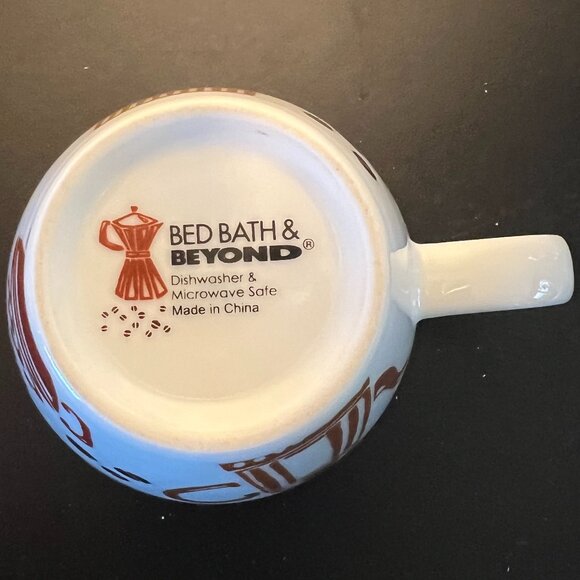 BED BATH &
BEYOND®
Dishwasher &
Microwave Safe
Made in China